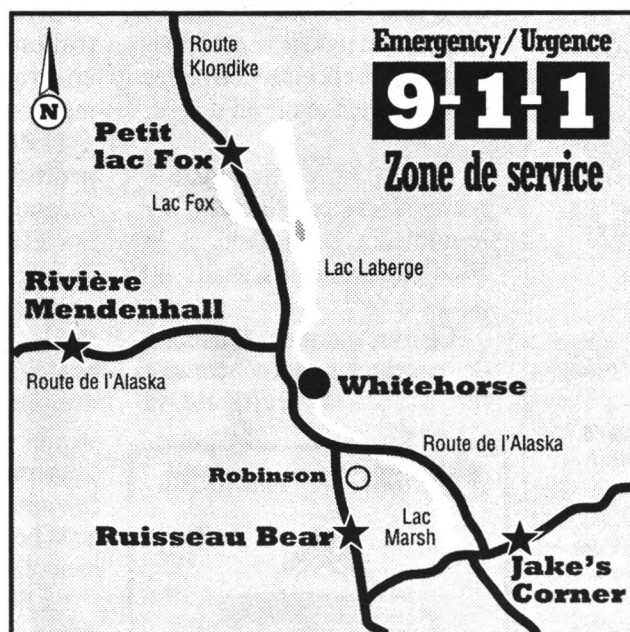 Route
Klondike
Emergency/Urgence
9-1-1
Zone de service
N
Petit
lac Fox
Lac Fox
Lac Laberge
Rivière
Mendenhall
Route de l'Alaska
Whitehorse
Route de l'Alaska
Robinson
Ruisseau Bear
Lac
Marsh
Jake's
Corner